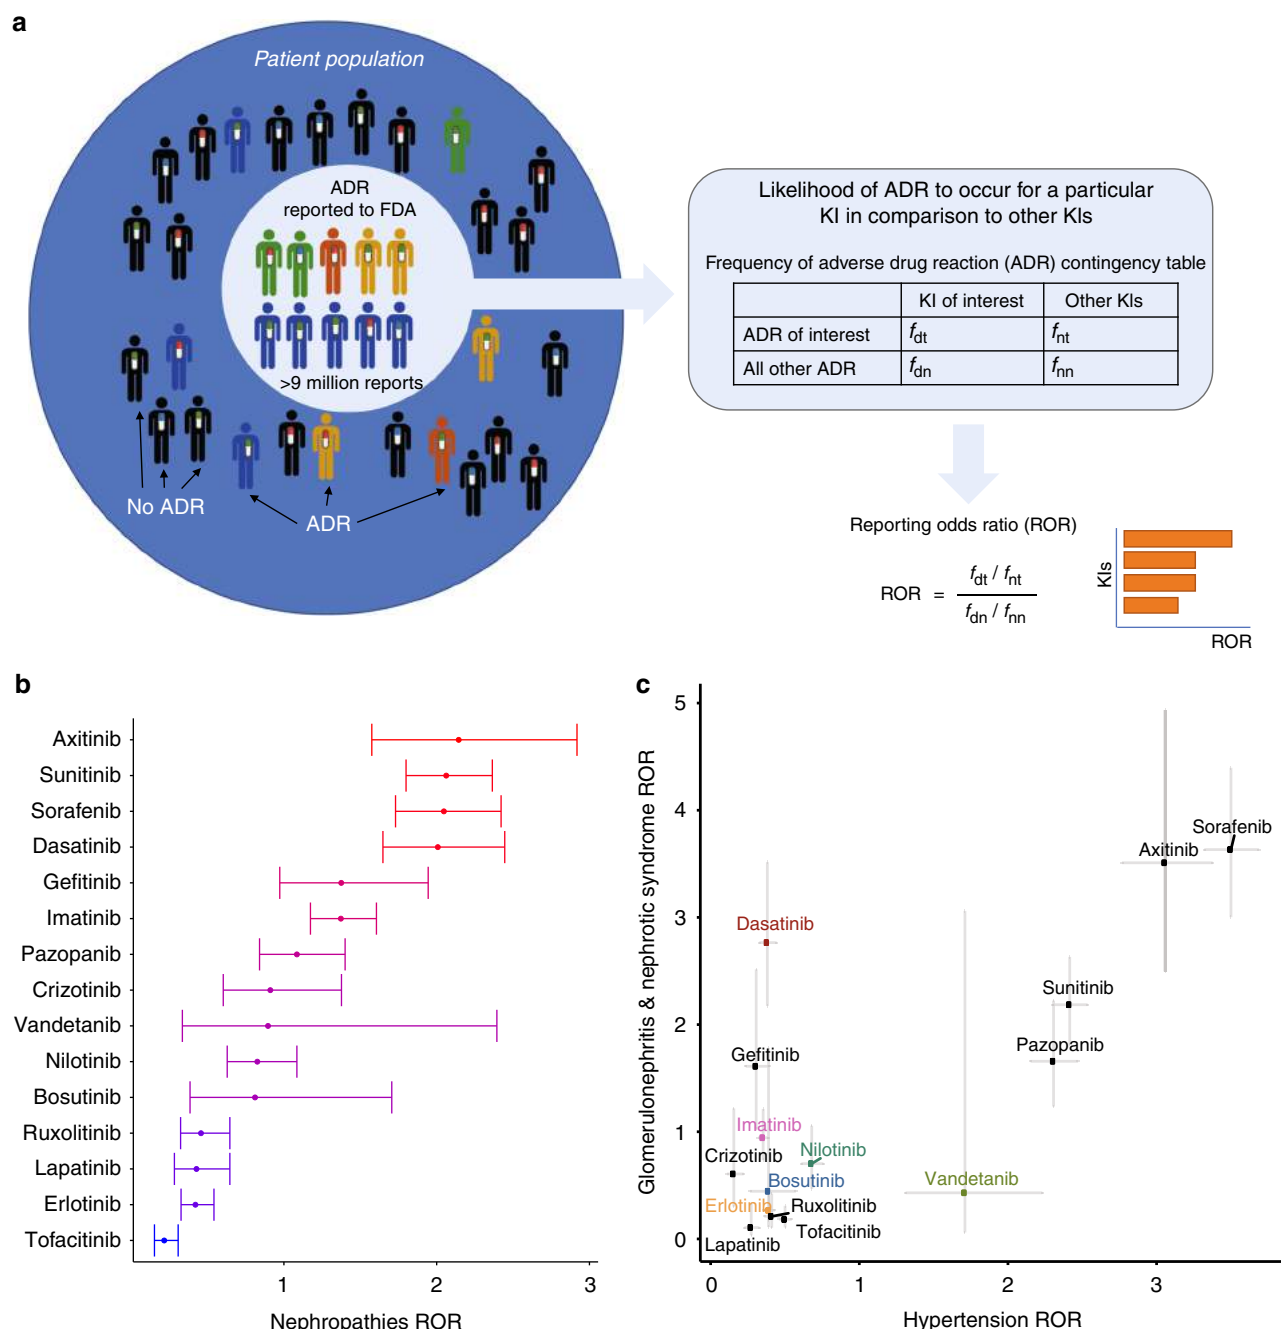 a
Patient population
ADR
reported to FDA
>9 million reports
No ADR
ADR
Likelihood of ADR to occur for a particular
KI in comparison to other KIs
Frequency of adverse drug reaction (ADR) contingency table
KI of interest Other KIs
ADR of interest fdt fnt
All other ADR fdn fnn
Reporting odds ratio (ROR)
ROR = fdt / fnt
fdn / fnn
KIs
ROR
b
Axitinib
Sunitinib
Sorafenib
Dasatinib
Gefitinib
Imatinib
Pazopanib
Crizotinib
Vandetanib
Nilotinib
Bosutinib
Ruxolitinib
Lapatinib
Erlotinib
Tofacitinib
1 2 3
Nephropathies ROR
c
Glomerulonephritis & nephrotic syndrome ROR
5
4
3
2
1
0
Sorafenib
Axitinib
Dasatinib
Sunitinib
Pazopanib
Gefitinib
Imatinib
Nilotinib
Crizotinib
Bosutinib
Vandetanib
Erlotinib
Ruxolitinib
Tofacitinib
Lapatinib
0 1 2 3
Hypertension ROR